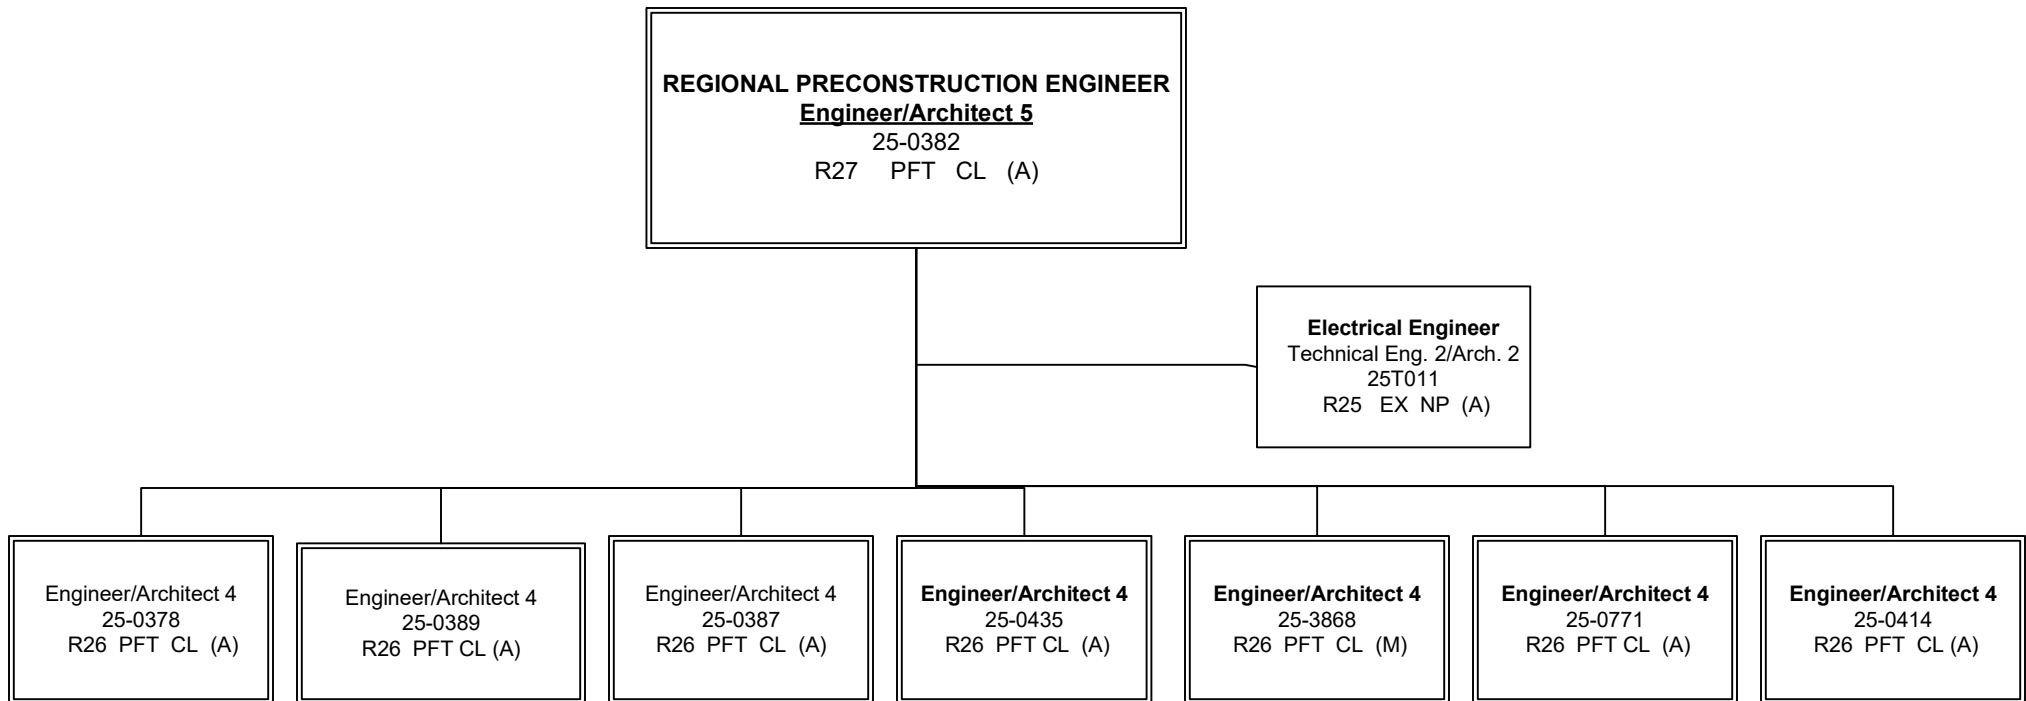 REGIONAL PRECONSTRUCTION ENGINEER
Engineer/Architect 5
25-0382
R27 PFT CL (A)
Electrical Engineer
Technical Eng. 2/Arch. 2
25T011
R25 EX NP (A)
Engineer/Architect 4
25-0378
R26 PFT CL (A)
Engineer/Architect 4
25-0389
R26 PFT CL (A)
Engineer/Architect 4
25-0387
R26 PFT CL (A)
Engineer/Architect 4
25-0435
R26 PFT CL (A)
Engineer/Architect 4
25-3868
R26 PFT CL (M)
Engineer/Architect 4
25-0771
R26 PFT CL (A)
Engineer/Architect 4
25-0414
R26 PFT CL (A)